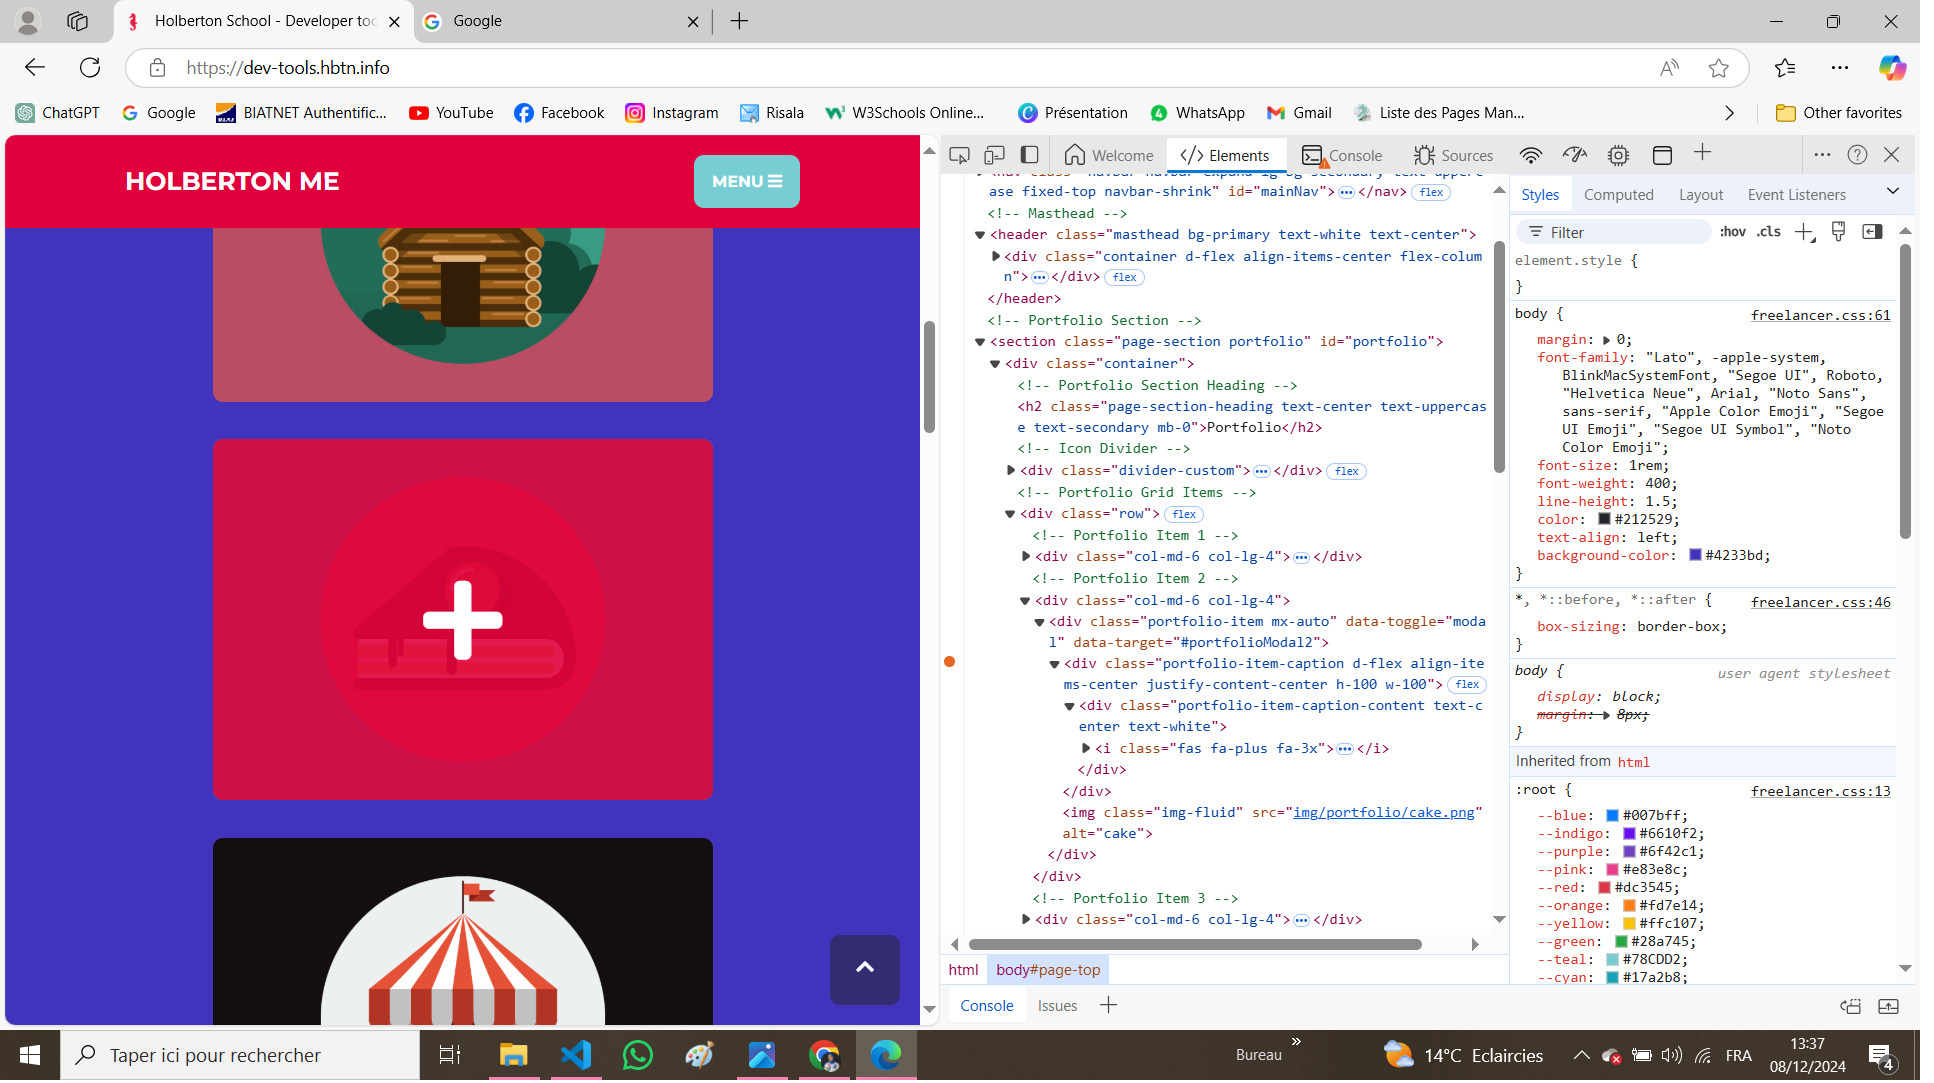 Holberton School - Developer too
Google
https://dev-tools.hbtn.info
ChatGPT
Google
BIATNET Authentific...
YouTube
Facebook
Instagram
Risala
W3Schools Online...
Présentation
WhatsApp
Gmail
Liste des Pages Man...
Other favorites
HOLBERTON ME
MENU
Welcome
Elements
Console
Sources
ase fixed-top navbar-shrink" id="mainNav">…</nav> flex
<!-- Masthead -->
<header class="masthead bg-primary text-white text-center">
<div class="container d-flex align-items-center flex-colum
n">…</div> flex
</header>
<!-- Portfolio Section -->
<section class="page-section portfolio" id="portfolio">
<div class="container">
<!-- Portfolio Section Heading -->
<h2 class="page-section-heading text-center text-uppercas
e text-secondary mb-0">Portfolio</h2>
<!-- Icon Divider -->
<div class="divider-custom">…</div> flex
<!-- Portfolio Grid Items -->
<div class="row"> flex
<!-- Portfolio Item 1 -->
<div class="col-md-6 col-lg-4">…</div>
<!-- Portfolio Item 2 -->
<div class="col-md-6 col-lg-4">
<div class="portfolio-item mx-auto" data-toggle="moda
l" data-target="#portfolioModal2">
<div class="portfolio-item-caption d-flex align-ite
ms-center justify-content-center h-100 w-100"> flex
<div class="portfolio-item-caption-content text-c
enter text-white">
<i class="fas fa-plus fa-3x">…</i>
</div>
</div>
<img class="img-fluid" src="img/portfolio/cake.png"
alt="cake">
</div>
</div>
<!-- Portfolio Item 3 -->
<div class="col-md-6 col-lg-4">…</div>
html
body#page-top
Console
Issues
Styles
Computed
Layout
Event Listeners
Filter
:hov
.cls
element.style {
}
body {
freelancer.css:61
margin: 0;
font-family: "Lato", -apple-system,
BlinkMacSystemFont, "Segoe UI", Roboto,
"Helvetica Neue", Arial, "Noto Sans",
sans-serif, "Apple Color Emoji", "Segoe
UI Emoji", "Segoe UI Symbol", "Noto
Color Emoji";
font-size: 1rem;
font-weight: 400;
line-height: 1.5;
color: #212529;
text-align: left;
background-color: #4233bd;
}
*, *::before, *::after {
freelancer.css:46
box-sizing: border-box;
}
body {
user agent stylesheet
display: block;
margin: 8px;
}
Inherited from html
:root {
freelancer.css:13
--blue: #007bff;
--indigo: #6610f2;
--purple: #6f42c1;
--pink: #e83e8c;
--red: #dc3545;
--orange: #fd7e14;
--yellow: #ffc107;
--green: #28a745;
--teal: #78CDD2;
--cyan: #17a2b8;
Taper ici pour rechercher
Bureau
14°C Eclaircies
FRA
13:37
08/12/2024
4